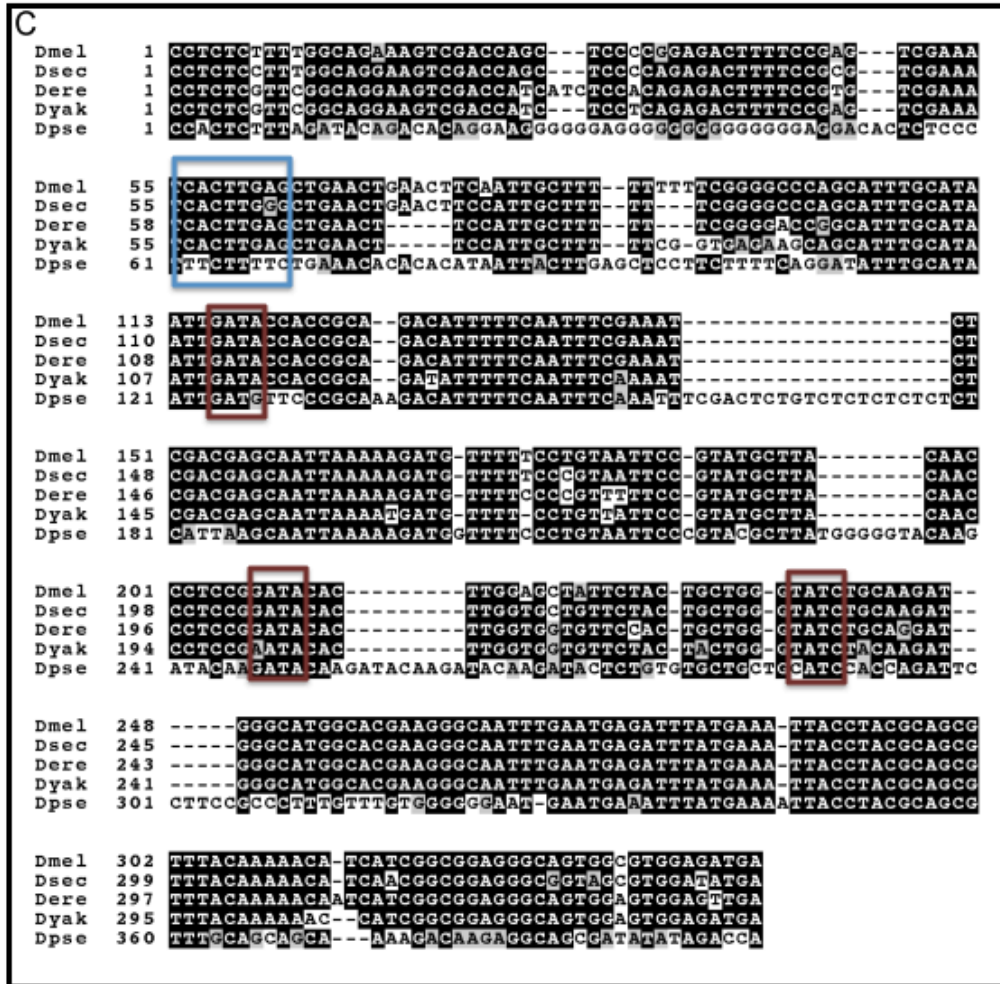 C
Dmel 1 CCTCTCTTTTGGCAGAAAGTCGACCAGC---TCCCCGGAGACTTTTCCGAG---TCGAAA
Dsec 1 CCTCTCCTTTGGCAGGAAGTCGACCAGC---TCCCCAGAGACTTTTCCGCG---TCGAAA
Dere 1 CCTCTCGTTCGGCAGGAAGTCGACCATCATCTCCACAGAGACTTTTCCGTG---TCGAAA
Dyak 1 CCTCTCGTTCGGCAGGAAGTCGACCATC---TCCTCAGAGACTTTTCCGAG---TCGAAA
Dpse 1 CCACTCTTTAGATACAGACACAGGAAGGGGGGAGGGGGGGGGGGGGGAGGACACTCTCCC
Dmel 55 TCACTTGAGCTGAACTGAACTTCAATTGCTTT--TTTTTTCGGGGCCCAGCATTTGCATA
Dsec 55 TCACTTGGGCTGAACTGAACTTCCATTGCTTT--TT---TCGGGGCCCAGCATTTGCATA
Dere 58 TCACTTGAGCTGAACT-----TCCATTGCTTT--TT---TCGGGGACCGGCATTTGCATA
Dyak 55 TCACTTGAGCTGAACT-----TCCATTGCTTT--TTCG-GTGAGAAGCAGCATTTGCATA
Dpse 61 TTTCTTTTCTGAAACACACACATAATTACTTGAGCTCCTTCTTTTCAGGATATTTGCATA
Dmel 113 ATTGATACCACCGCA--GACATTTTTCAATTTCGAAAT--------------------CT
Dsec 110 ATTGATACCACCGCA--GACATTTTTCAATTTCGAAAT--------------------CT
Dere 108 ATTGATACCACCGCA--GACATTTTTCAATTTCGAAAT--------------------CT
Dyak 107 ATTGATACCACCGCA--GATATTTTTCAATTTCAAAAT--------------------CT
Dpse 121 ATTGATGTTCCCGCAAAGACATTTTTCAATTTCAAATTTCGACTCTGTCTCTCTCTCTCT
Dmel 151 CGACGAGCAATTAAAAAGATG-TTTTTCCTGTAATTCC-GTATGCTTA--------CAAC
Dsec 148 CGACGAGCAATTAAAAAGATG-TTTTTCCCGTAATTCC-GTATGCTTA--------CAAC
Dere 146 CGACGAGCAATTAAAAAGATG-TTTTCCCCGTTTTTCC-GTATGCTTA--------CAAC
Dyak 145 CGACGAGCAATTAAAATGATG-TTTT-CCTGTTATTCC-GTATGCTTA--------CAAC
Dpse 181 CATTAAGCAATTAAAAAGATGGTTTTCCCTGTAATTCCCGTACGCTTATGGGGGTACAAG
Dmel 201 CCTCCGGATACAC---------TTGGAGCTATTCTAC-TGCTGG-GTATCTGCAAGAT--
Dsec 198 CCTCCGGATACAC---------TTGGTGCTGTTCTAC-TGCTGG-GTATCTGCAAGAT--
Dere 196 CCTCCGGATACAC---------TTGGTGGTGTTCCAC-TGCTGG-GTATCTGCAGGAT--
Dyak 194 CCTCCGAATACAC---------TTGGTGGTGTTCTAC-TACTGG-GTATCTACAAGAT--
Dpse 241 ATACAAGATACAAGATACAAGATACAAGATACTCTGTGTGCTGCTGCATCCACCAGATTC
Dmel 248 -----GGGCATGGCACGAAGGGCAATTTGAATGAGATTTATGAAA-TTACCTACGCAGCG
Dsec 245 -----GGGCATGGCACGAAGGGCAATTTGAATGAGATTTATGAAA-TTACCTACGCAGCG
Dere 243 -----GGGCATGGCACGAAGGGCAATTTGAATGAGATTTATGAAA-TTACCTACGCAGCG
Dyak 241 -----GGGCATGGCACGAAGGGCAATTTGAATGAGATTTATGAAA-TTACCTACGCAGCG
Dpse 301 CTTCCGCCCTTTGTTTGTGGGGGGAAT-GAATGAAATTTATGAAAATTACCTACGCAGCG
Dmel 302 TTTACAAAAACA-TCATCGGCGGAGGGCAGTGGCGTGGAGATGA
Dsec 299 TTTACAAAAACA-TCAACGGCGGAGGGCGGTAGCGTGGATATGA
Dere 297 TTTACAAAAACAATCATCGGCGGAGGGCAGTGGAGTGGAGTTGA
Dyak 295 TTTACAAAAAAC--CATCGGCGGAGGGCAGTGGAGTGGAGATGA
Dpse 360 TTTGCAGCAGCA---AAAGACAAGAGGCAGCGATATATAGACCA